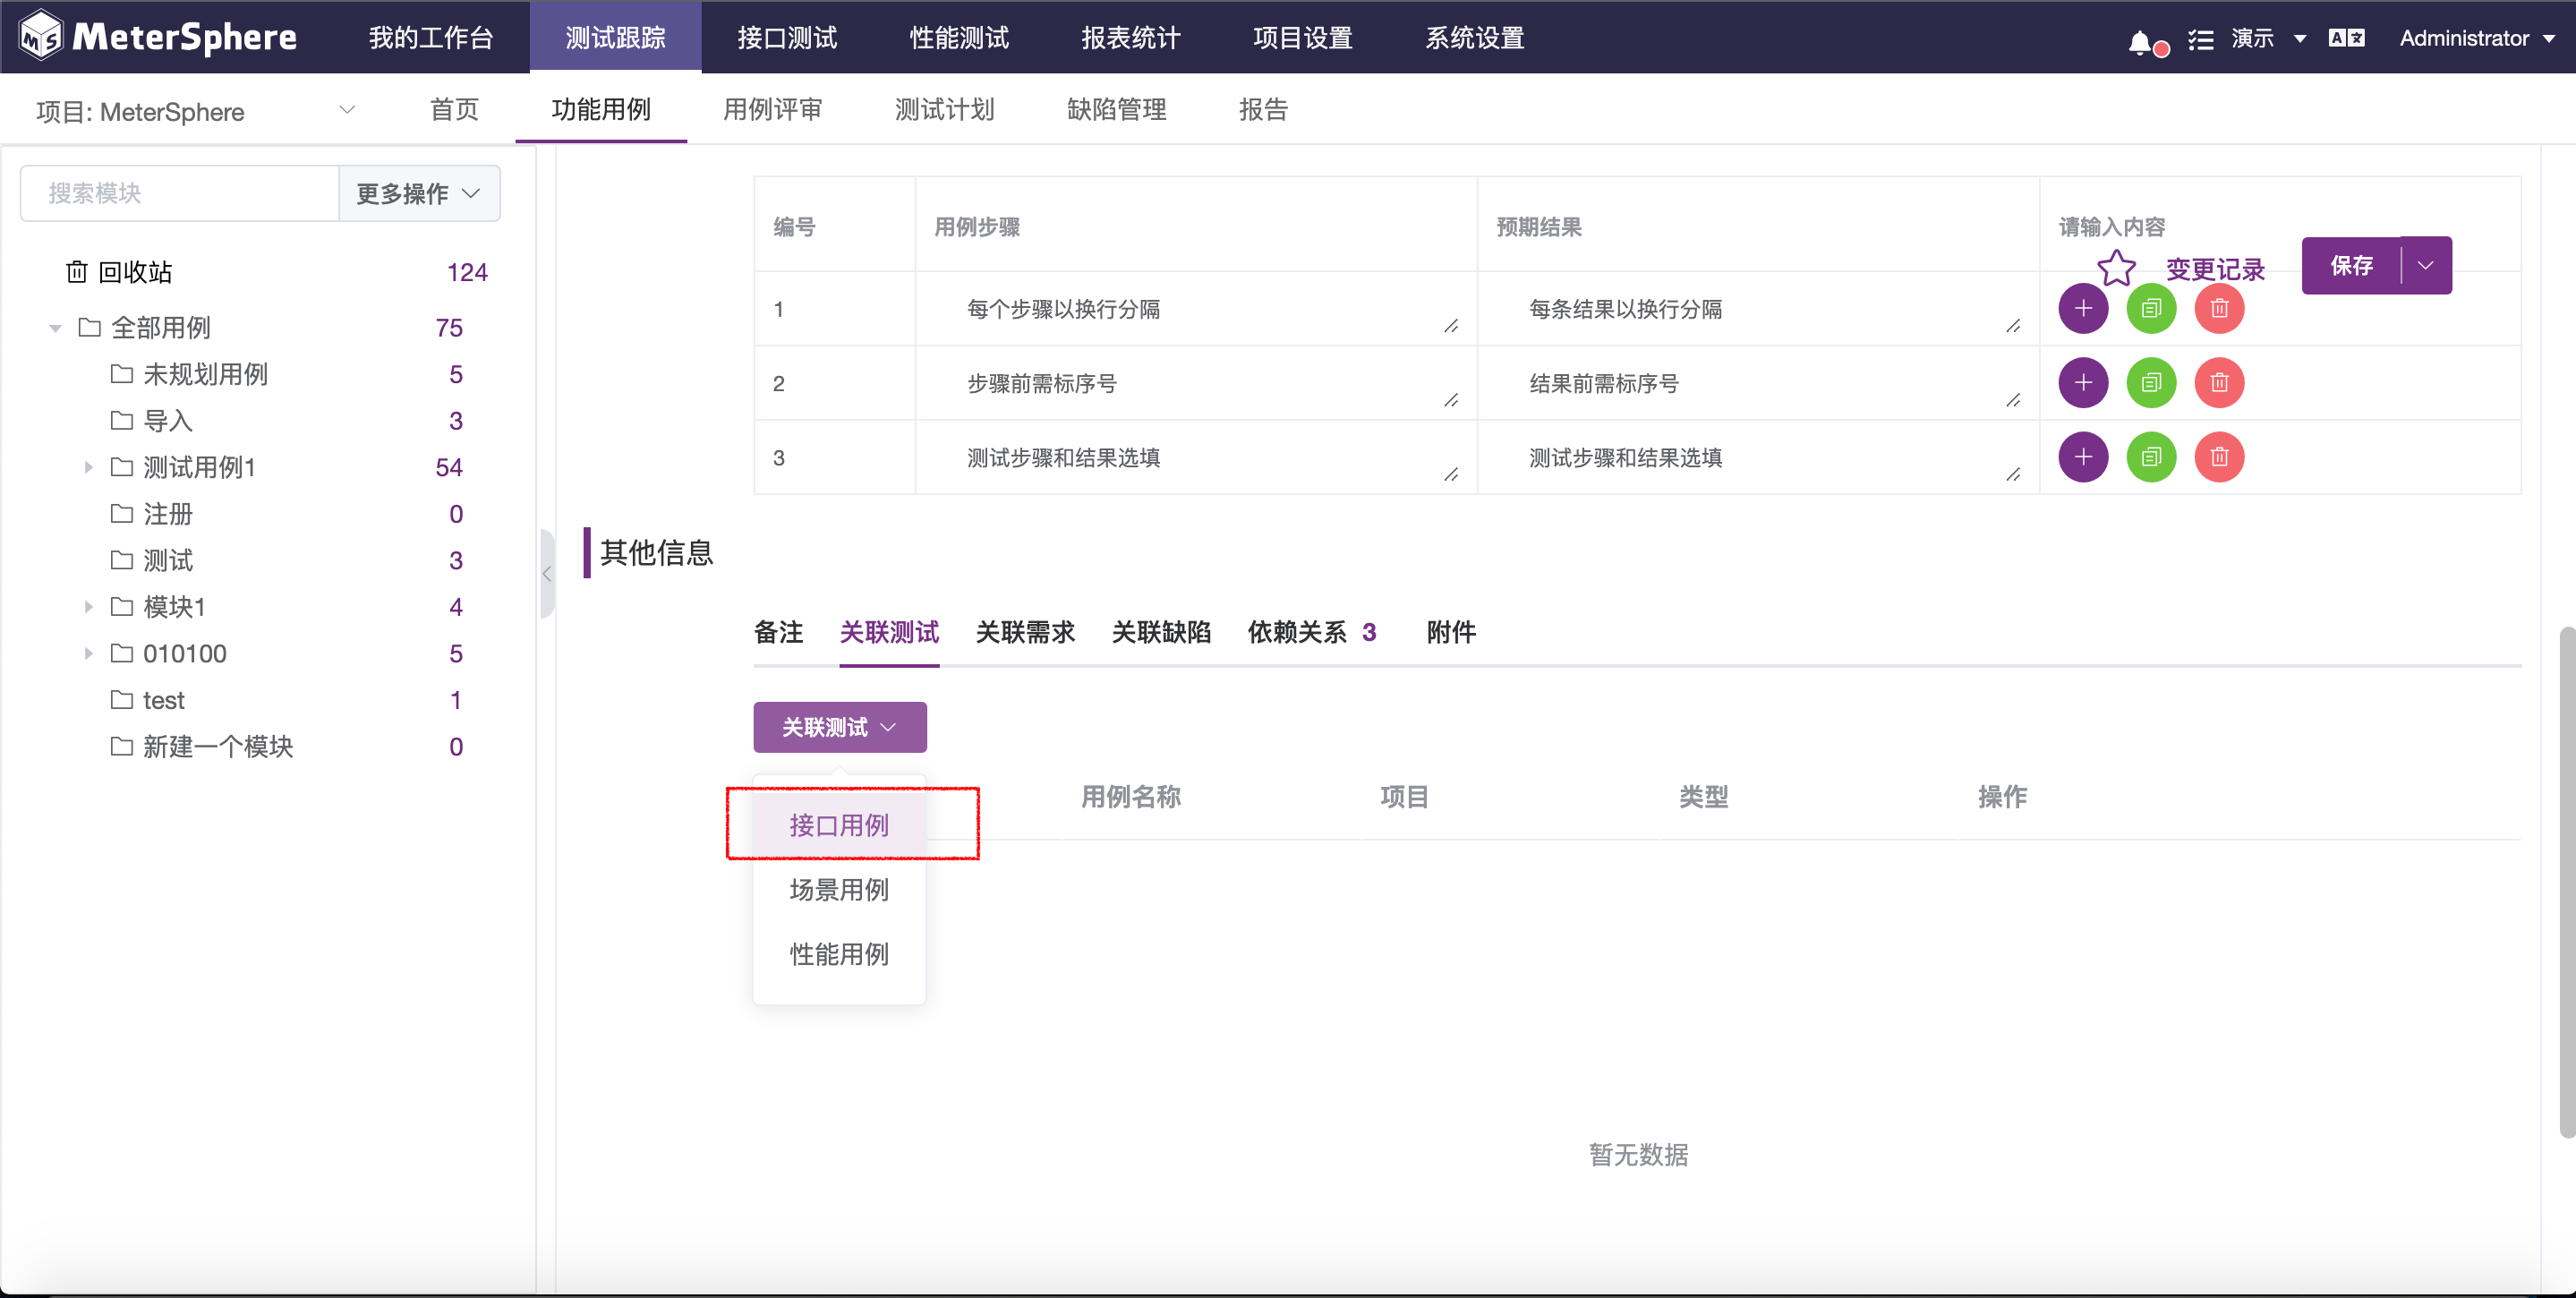 MeterSphere 我的工作台 测试跟踪 接口测试 性能测试 报表统计 项目设置 系统设置 演示 Administrator
项目: MeterSphere 首页 功能用例 用例评审 测试计划 缺陷管理 报告
搜索模块 更多操作
回收站 124
全部用例 75
未规划用例 5
导入 3
测试用例1 54
注册 0
测试 3
模块1 4
010100 5
test 1
新建一个模块 0
编号 用例步骤 预期结果 请输入内容
变更记录 保存
1 每个步骤以换行分隔 每条结果以换行分隔
2 步骤前需标序号 结果前需标序号
3 测试步骤和结果选填 测试步骤和结果选填
其他信息
备注 关联测试 关联需求 关联缺陷 依赖关系 3 附件
关联测试
用例名称 项目 类型 操作
接口用例
场景用例
性能用例
暂无数据